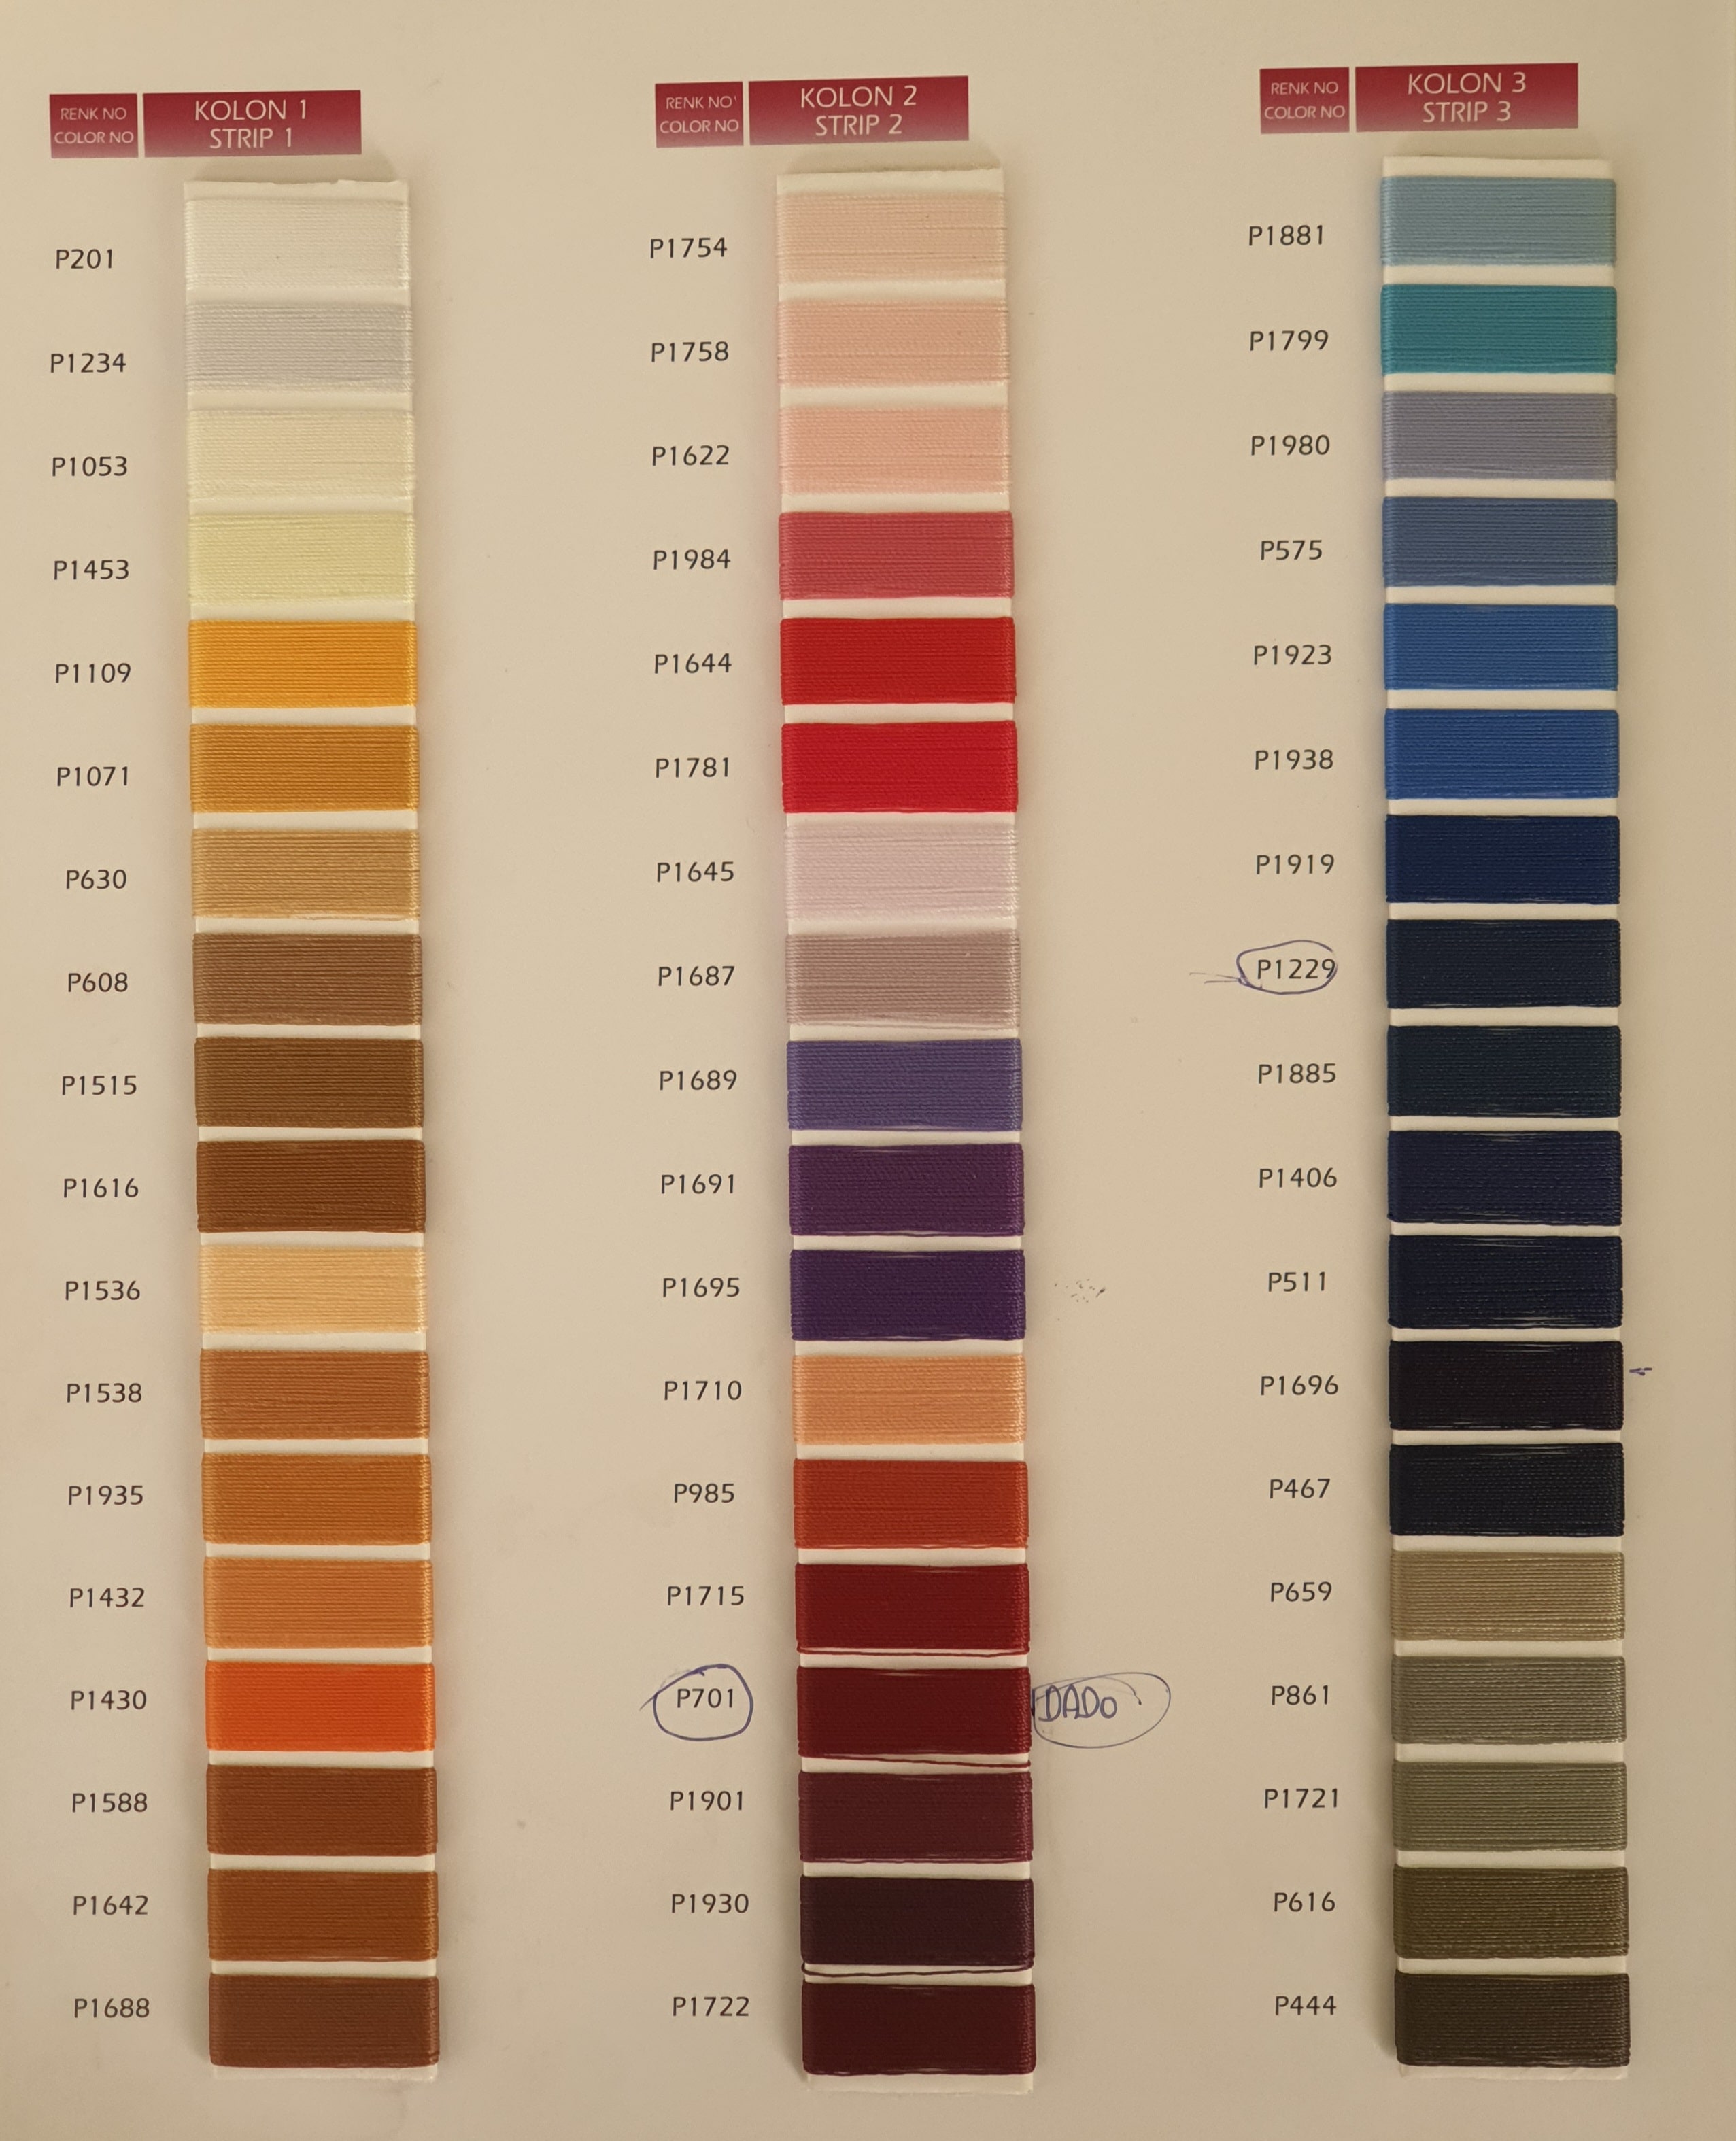 RENK NO
COLOR NO
KOLON 1
STRIP 1
P201
P1234
P1053
P1453
P1109
P1071
P630
P608
P1515
P1616
P1536
P1538
P1935
P1432
P1430
P1588
P1642
P1688
RENK NO
COLOR NO
KOLON 2
STRIP 2
P1754
P1758
P1622
P1984
P1644
P1781
P1645
P1687
P1689
P1691
P1695
P1710
P985
P1715
P701
DADo
P1901
P1930
P1722
RENK NO
COLOR NO
KOLON 3
STRIP 3
P1881
P1799
P1980
P575
P1923
P1938
P1919
P1229
P1885
P1406
P511
P1696
P467
P659
P861
P1721
P616
P444